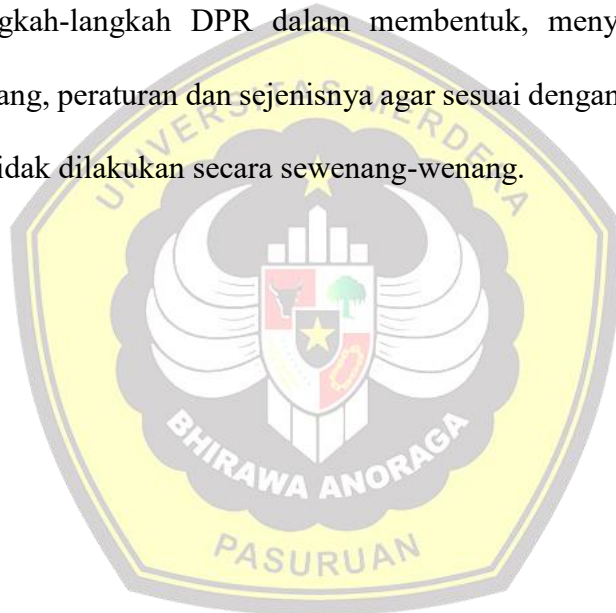 gkah-langkah DPR dalam membentuk, meny
ang, peraturan dan sejenisnya agar sesuai dengan
idak dilakukan secara sewenang-wenang.
UNIVERSITAS MERDEKA
BHIRAWA ANORAGA
PASURUAN